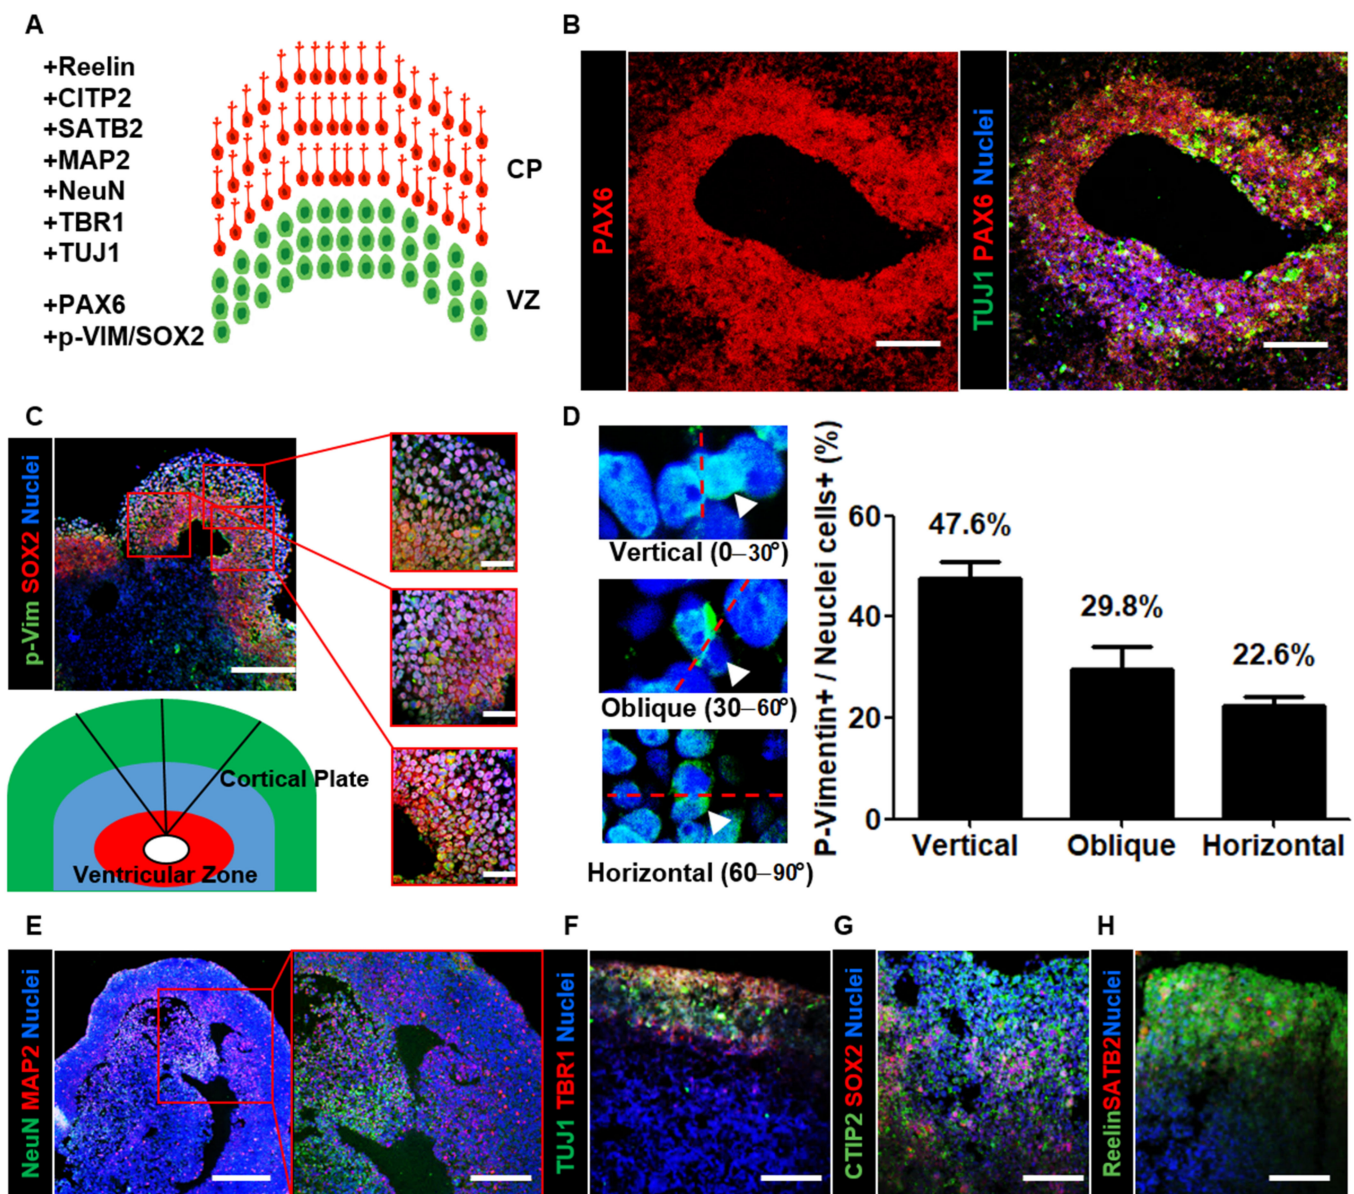 A
+Reelin
+CITP2
+SATB2
+MAP2
+NeuN
+TBR1
+TUJ1
+PAX6
+p-VIM/SOX2
CP
VZ
B
PAX6
TUJ1 PAX6 Nuclei
C
p-Vim SOX2 Nuclei
Cortical Plate
Ventricular Zone
D
Vertical (0–30°)
Oblique (30–60°)
Horizontal (60–90°)
P-Vimentin+ / Neuclei cells+ (%)
60
40
20
0
47.6%
29.8%
22.6%
Vertical
Oblique
Horizontal
E
NeuN MAP2 Nuclei
F
TUJ1 TBR1 Nuclei
G
CTIP2 SOX2 Nuclei
H
ReelinSATB2Nuclei